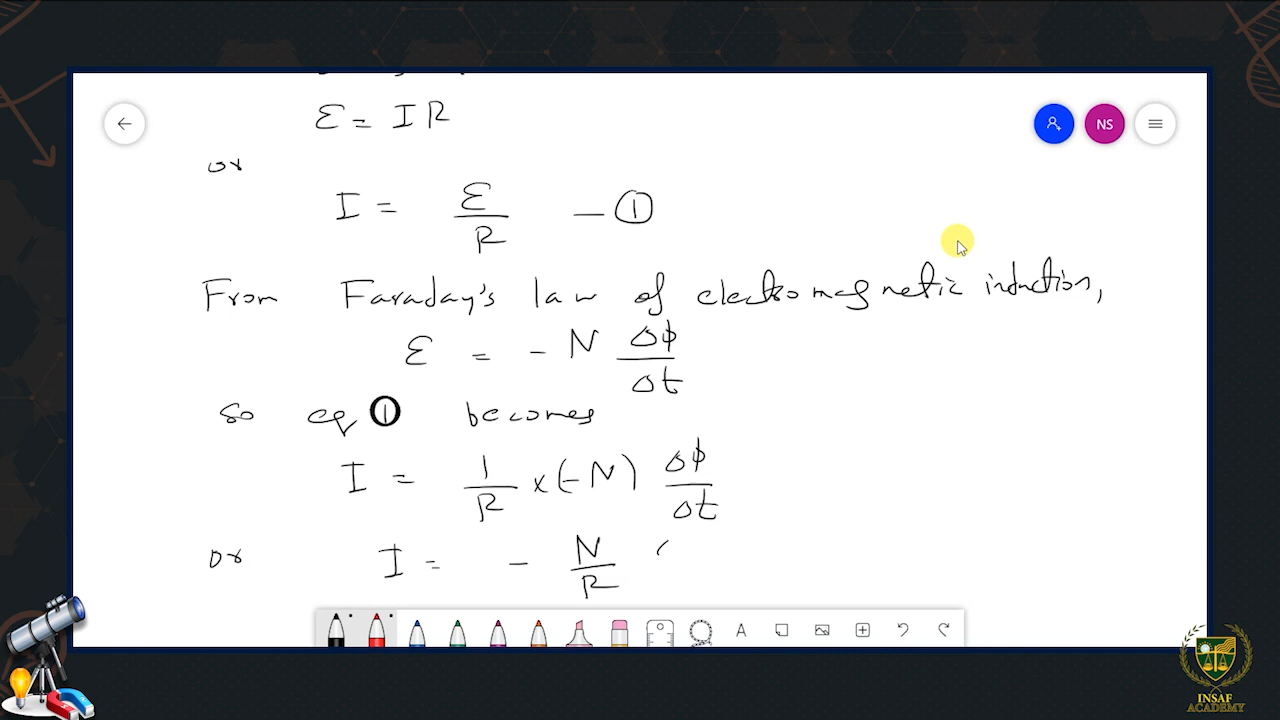 ε = I R
NS
or
I = ε/R — ①
From Faraday's law of electromagnetic induction,
ε = - N Δφ/Δt
so eq ① becomes
I = 1/R × (-N) Δφ/Δt
or I = - N/R (
A
INSAF
ACADEMY